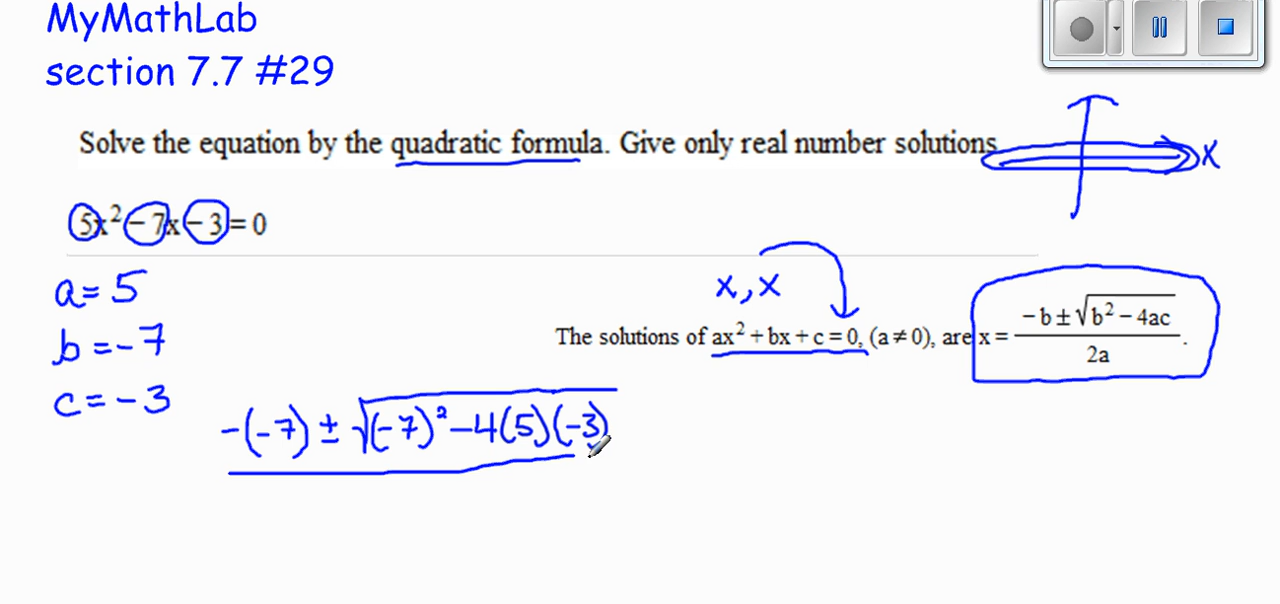 MyMathLab
section 7.7 #29
Solve the equation by the quadratic formula. Give only real number solutions.
x
5x² − 7x − 3 = 0
a = 5
b = −7
c = −3
x, x
The solutions of ax² + bx + c = 0, (a ≠ 0), are x = (−b ± √(b² − 4ac)) / 2a .
−(−7) ± √((−7)² − 4(5)(−3))